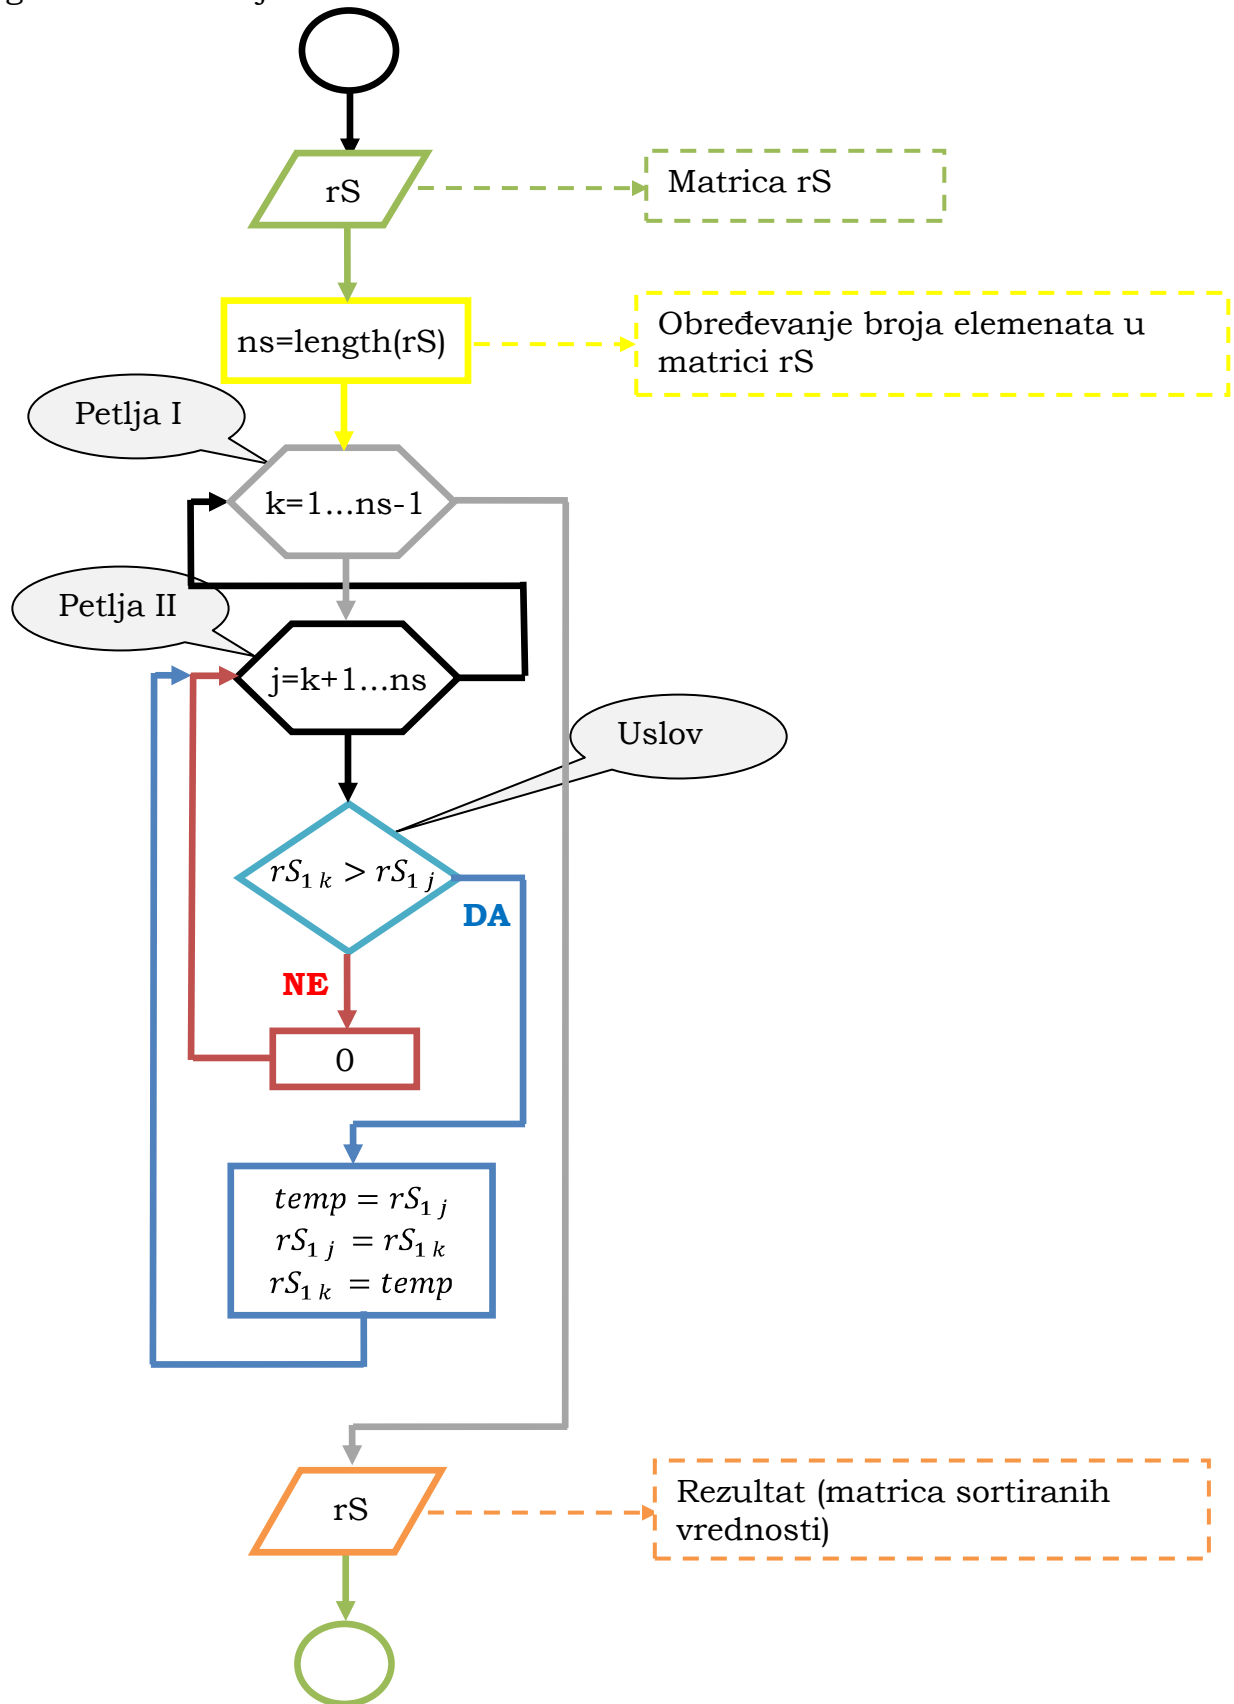 rS
Matrica rS
ns=length(rS)
Obređevanje broja elemenata u
matrici rS
Petlja I
k=1...ns-1
Petlja II
j=k+1...ns
Uslov
rS₁ ₖ > rS₁ ⱼ
DA
NE
0
temp = rS₁ ⱼ
rS₁ ⱼ = rS₁ ₖ
rS₁ ₖ = temp
rS
Rezultat (matrica sortiranih
vrednosti)